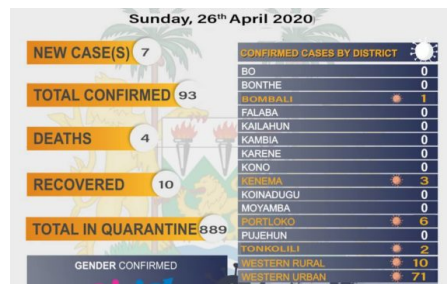 Sunday, 26th April 2020
NEW CASE(S) 7
TOTAL CONFIRMED 93
DEATHS 4
RECOVERED 10
TOTAL IN QUARANTINE 889
GENDER CONFIRMED
CONFIRMED CASES BY DISTRICT
BO 0
BONTHE 0
BOMBALI 1
FALABA 0
KAILAHUN 0
KAMBIA 0
KARENE 0
KONO 0
KENEMA 3
KOINADUGU 0
MOYAMBA 0
PORTLOKO 6
PUJEHUN 0
TONKOLILI 2
WESTERN RURAL 10
WESTERN URBAN 71